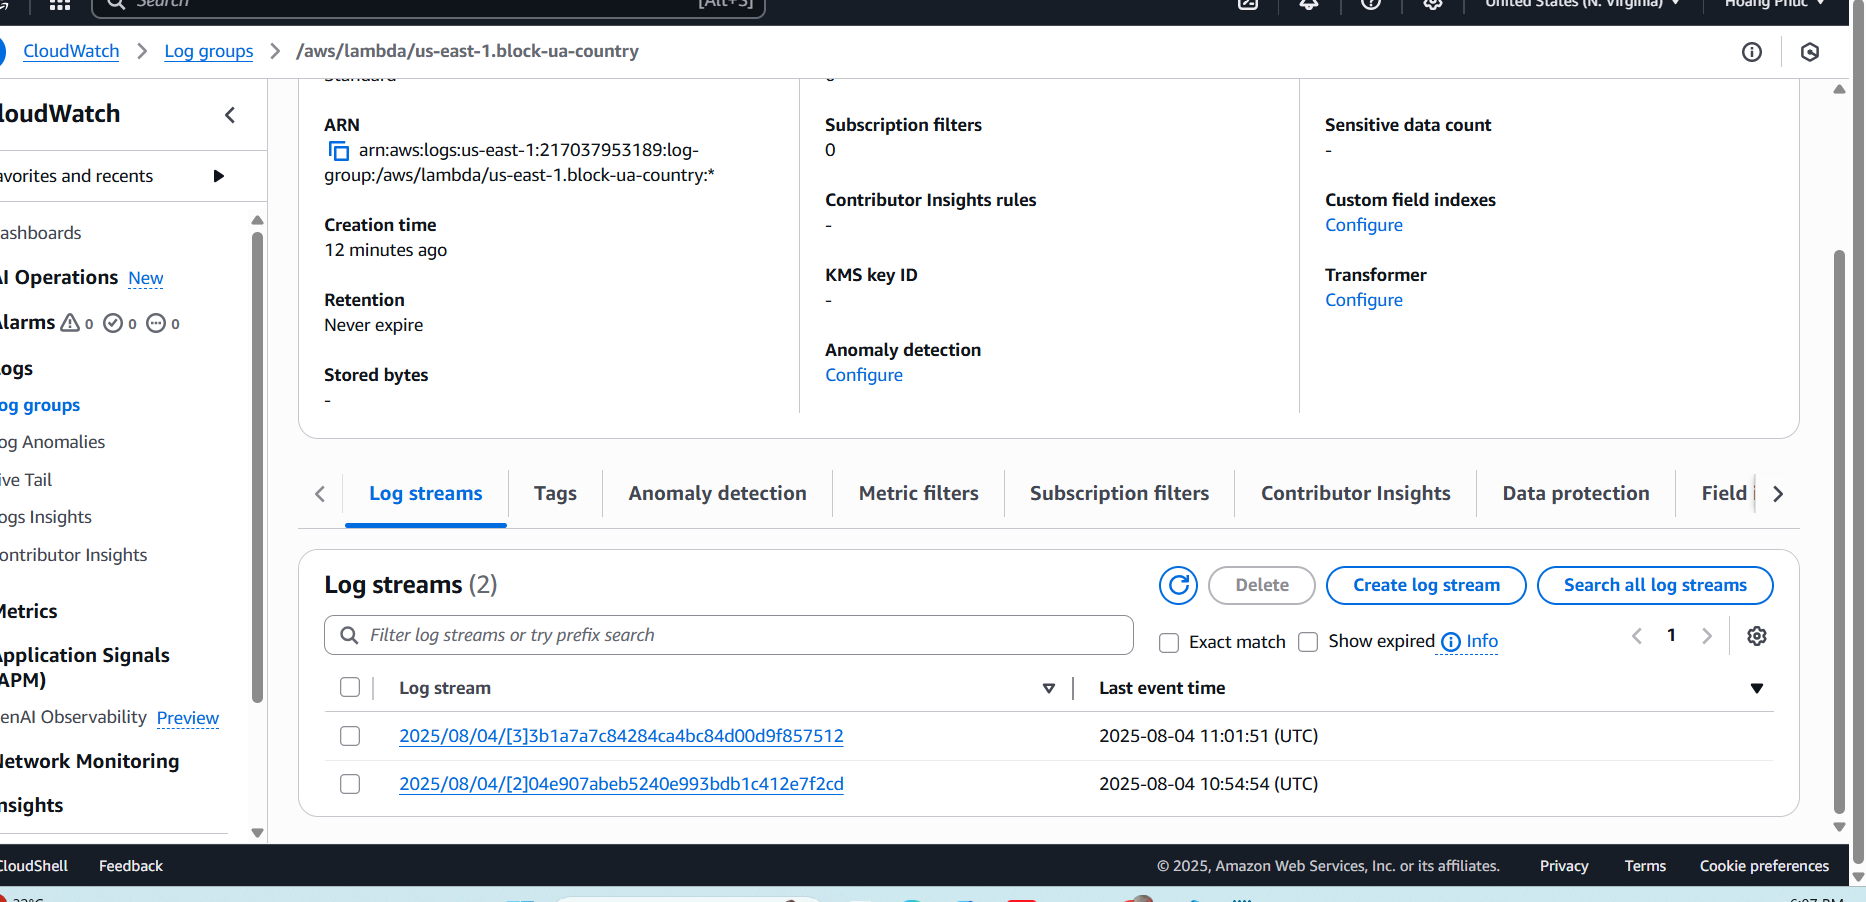 Search
[Alt+S]
United States (N. Virginia)
Hoang Phuc
CloudWatch
Log groups
/aws/lambda/us-east-1.block-ua-country
loudWatch
avorites and recents
ashboards
AI Operations New
larms 0 0 0
ogs
og groups
og Anomalies
ive Tail
ogs Insights
ontributor Insights
Metrics
Application Signals
(APM)
enAI Observability Preview
Network Monitoring
Insights
Standard
ARN
arn:aws:logs:us-east-1:217037953189:log-
group:/aws/lambda/us-east-1.block-ua-country:*
Creation time
12 minutes ago
Retention
Never expire
Stored bytes
-
Subscription filters
0
Contributor Insights rules
-
KMS key ID
-
Anomaly detection
Configure
Sensitive data count
-
Custom field indexes
Configure
Transformer
Configure
Log streams
Tags
Anomaly detection
Metric filters
Subscription filters
Contributor Insights
Data protection
Field i
Log streams (2)
Delete
Create log stream
Search all log streams
Filter log streams or try prefix search
Exact match
Show expired
Info
1
Log stream
Last event time
2025/08/04/[3]3b1a7a7c84284ca4bc84d00d9f857512
2025-08-04 11:01:51 (UTC)
2025/08/04/[2]04e907abeb5240e993bdb1c412e7f2cd
2025-08-04 10:54:54 (UTC)
CloudShell
Feedback
© 2025, Amazon Web Services, Inc. or its affiliates.
Privacy
Terms
Cookie preferences